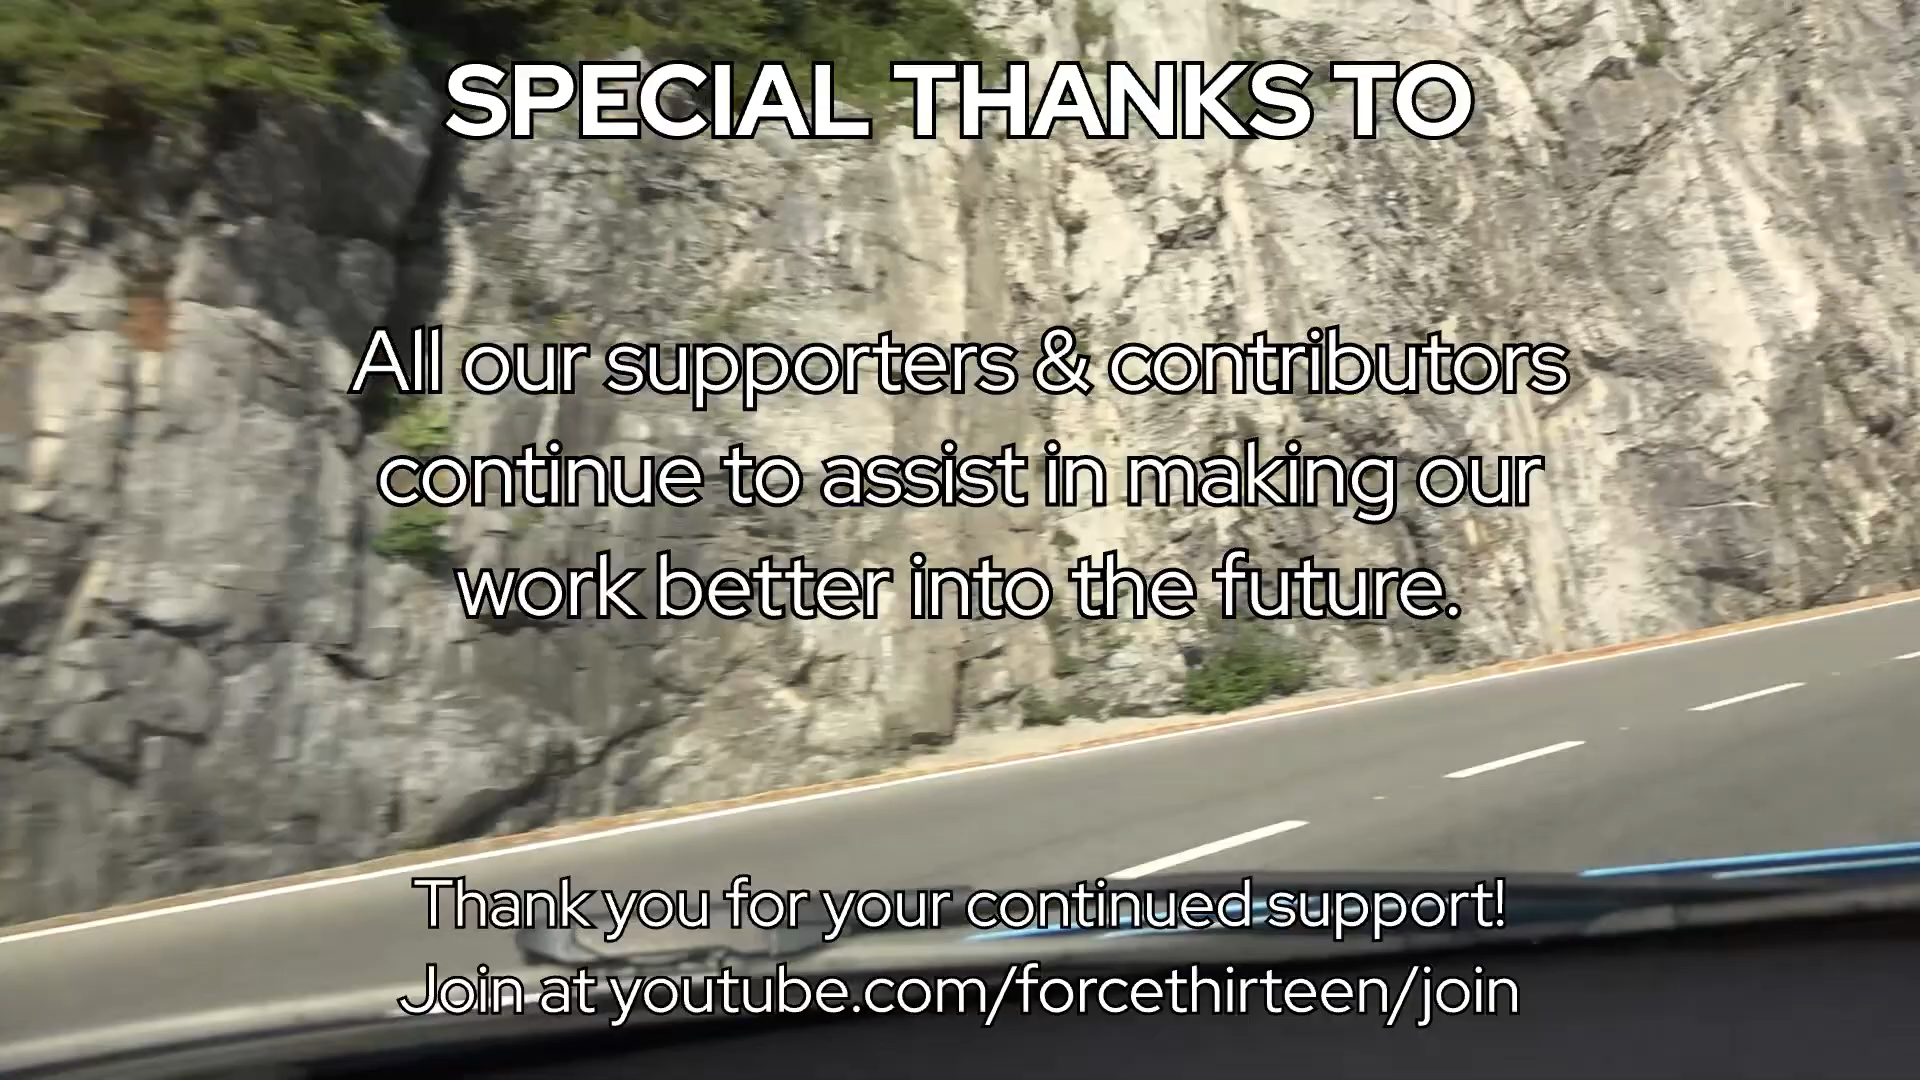 SPECIAL THANKS TO
All our supporters & contributors
continue to assist in making our
work better into the future.
Thank you for your continued support!
Join at youtube.com/forcethirteen/join